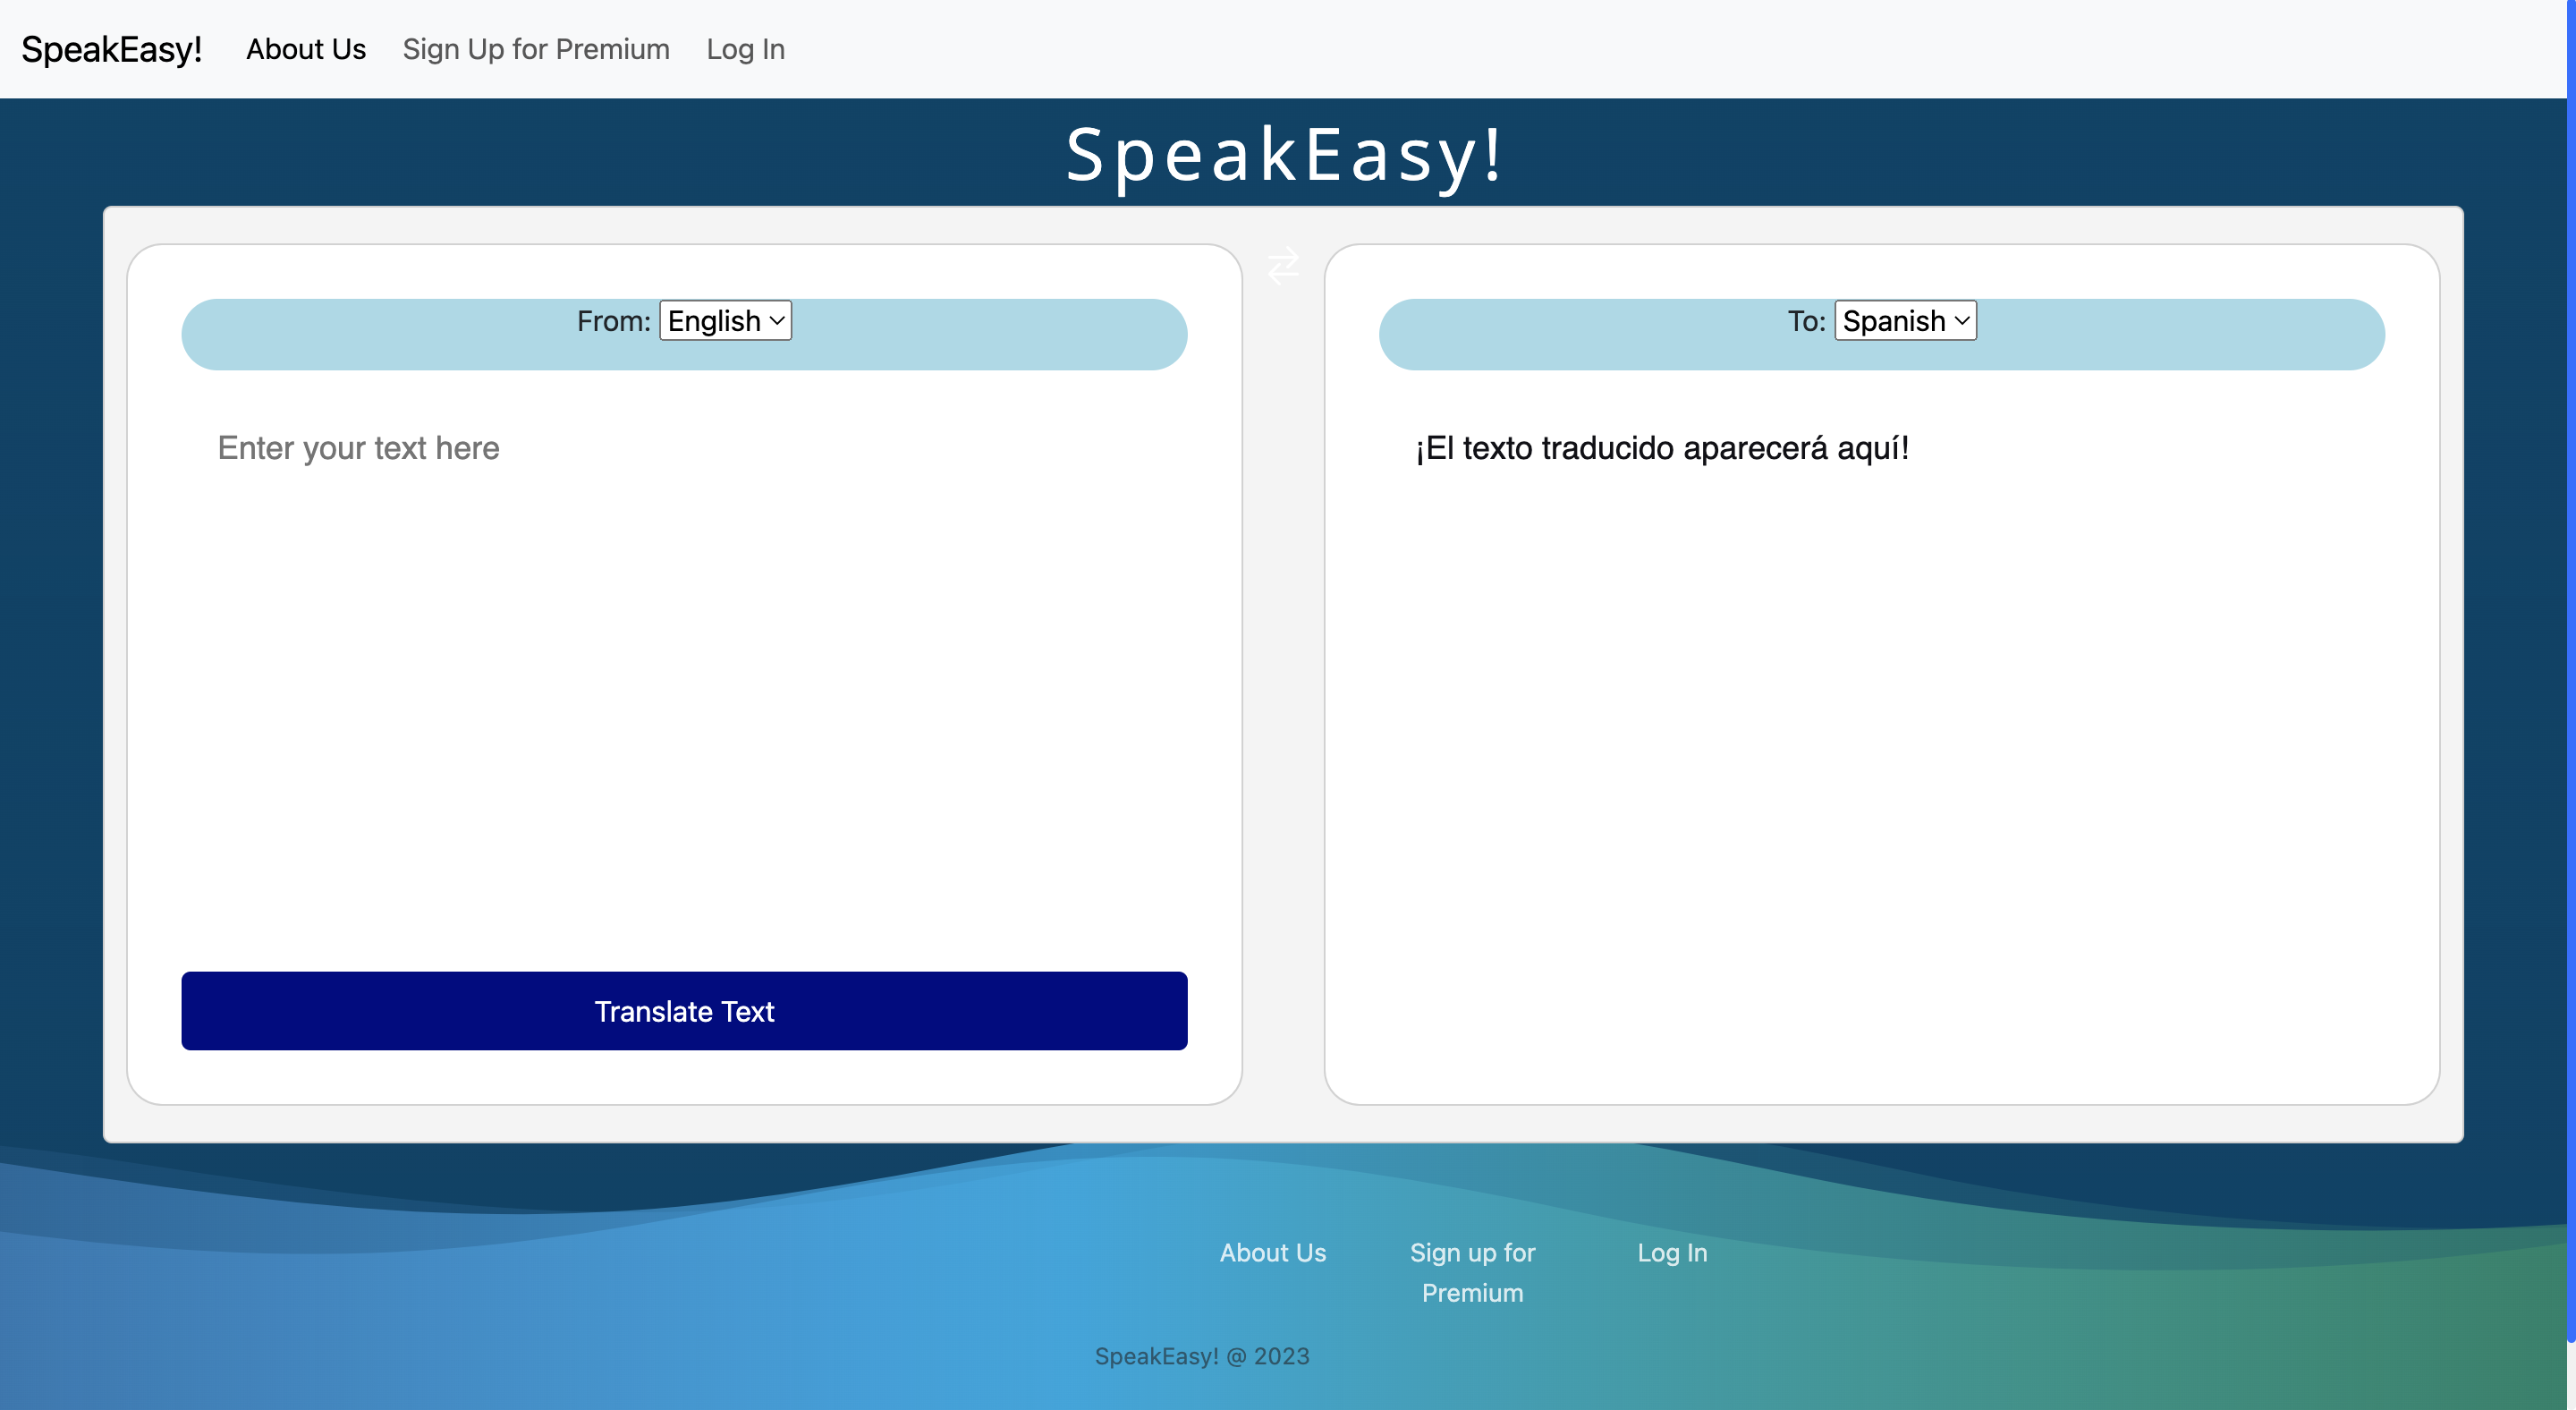 SpeakEasy! About Us Sign Up for Premium Log In
SpeakEasy!
From: English
To: Spanish
Enter your text here
¡El texto traducido aparecerá aquí!
Translate Text
About Us
Sign up for
Premium
Log In
SpeakEasy! @ 2023